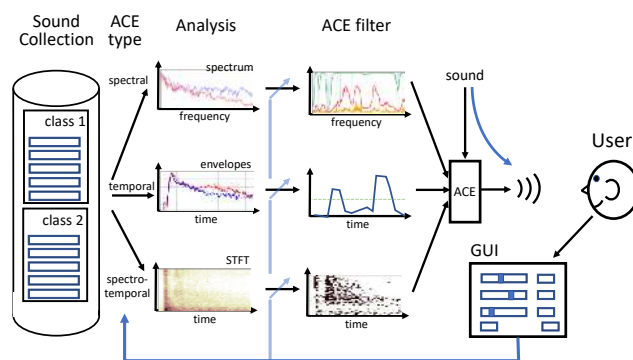 Sound
Collection
ACE
type
Analysis
ACE filter
spectral
spectrum
frequency
frequency
sound
class 1
User
temporal
envelopes
time
time
ACE
class 2
GUI
spectro-
temporal
STFT
time
time